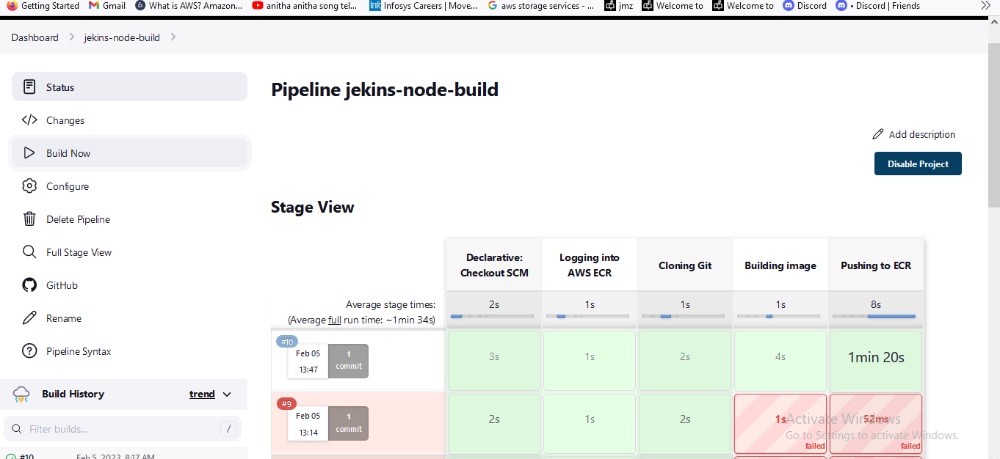 Getting Started Gmail What is AWS? Amazon... anitha anitha song tel... Infosys Careers | Move... aws storage services - ... jmz Welcome to Welcome to Discord • Discord | Friends
Dashboard jekins-node-build
Status
Changes
Build Now
Configure
Delete Pipeline
Full Stage View
GitHub
Rename
Pipeline Syntax
Build History trend
Filter builds... /
#10 Feb 5, 2023, 8:17 AM
Pipeline jekins-node-build
Add description
Disable Project
Stage View
Declarative: Checkout SCM
Logging into AWS ECR
Cloning Git
Building image
Pushing to ECR
Average stage times:
(Average full run time: ~1min 34s)
2s 1s 1s 1s 8s
#10
Feb 05 13:47
1 commit
3s 1s 2s 4s 1min 20s
#9
Feb 05 13:14
1 commit
2s 1s 2s 1s 52ms
failed failed
Activate Windows
Go to Settings to activate Windows.